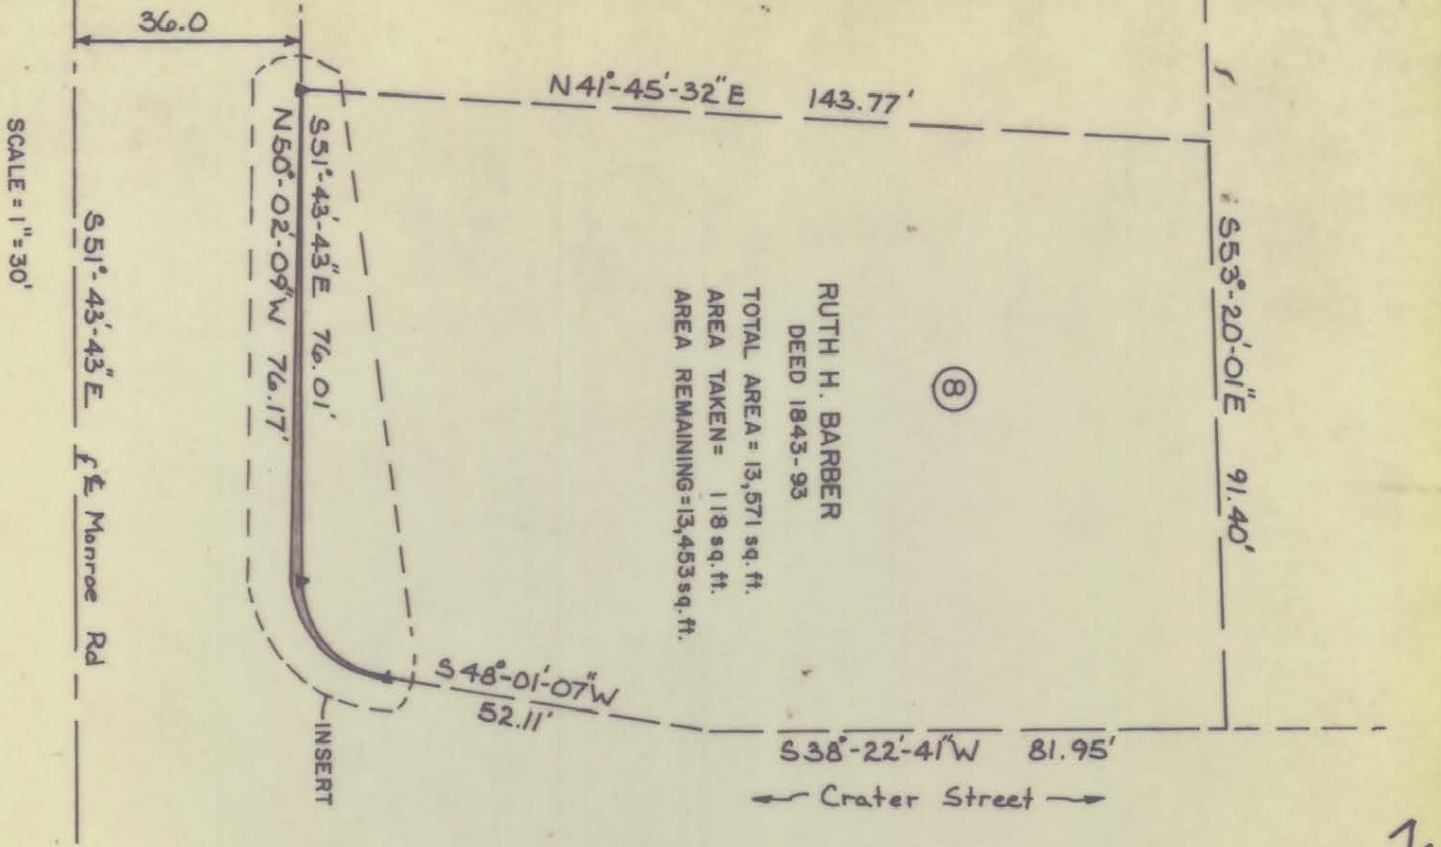 36.0
N41°-45'-32"E 143.77'
S53°-20'-01"E 91.40'
S51°-43'-43"E 76.01'
N50°-02'-09"W 76.17'
8
RUTH H. BARBER
DEED 1843-93
TOTAL AREA = 13,571 sq. ft.
AREA TAKEN = 118 sq. ft.
AREA REMAINING = 13,453 sq. ft.
S51°-43'-43"E ℄ Monroe Rd
SCALE = 1" = 30'
S48°-01'-07"W
52.11'
INSERT
S38°-22'-41"W 81.95'
Crater Street